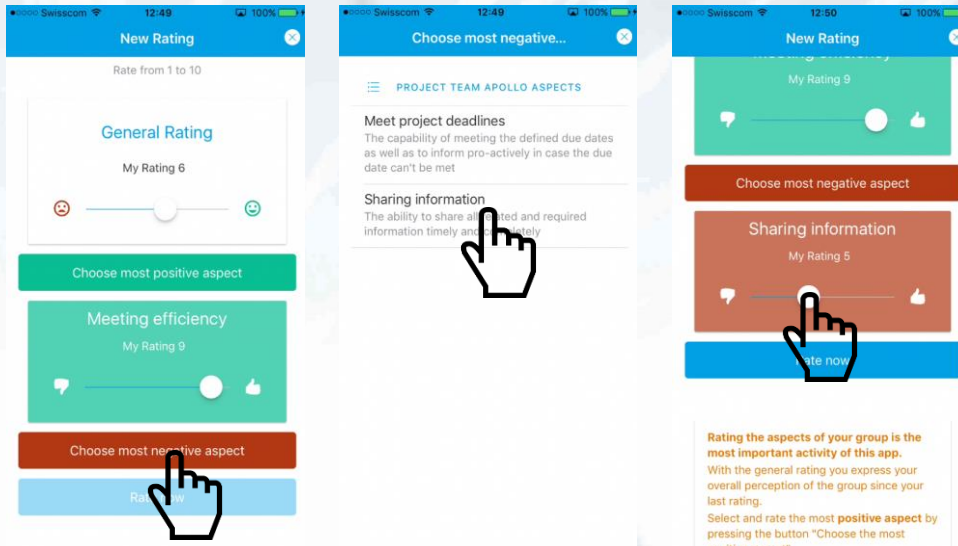 Swisscom 12:49 100%
New Rating
Rate from 1 to 10
General Rating
My Rating 6
Choose most positive aspect
Meeting efficiency
My Rating 9
Choose most negative aspect
Swisscom 12:49 100%
Choose most negative...
PROJECT TEAM APOLLO ASPECTS
Meet project deadlines
The capability of meeting the defined due dates
as well as to inform pro-actively in case the due
date can't be met
Sharing information
The ability to share all and required
information timely and
Swisscom 12:50 100%
New Rating
My Rating 9
Choose most negative aspect
Sharing information
My Rating 5
now
Rating the aspects of your group is the
most important activity of this app.
With the general rating you express your
overall perception of the group since your
last rating.
Select and rate the most positive aspect by
pressing the button "Choose the most